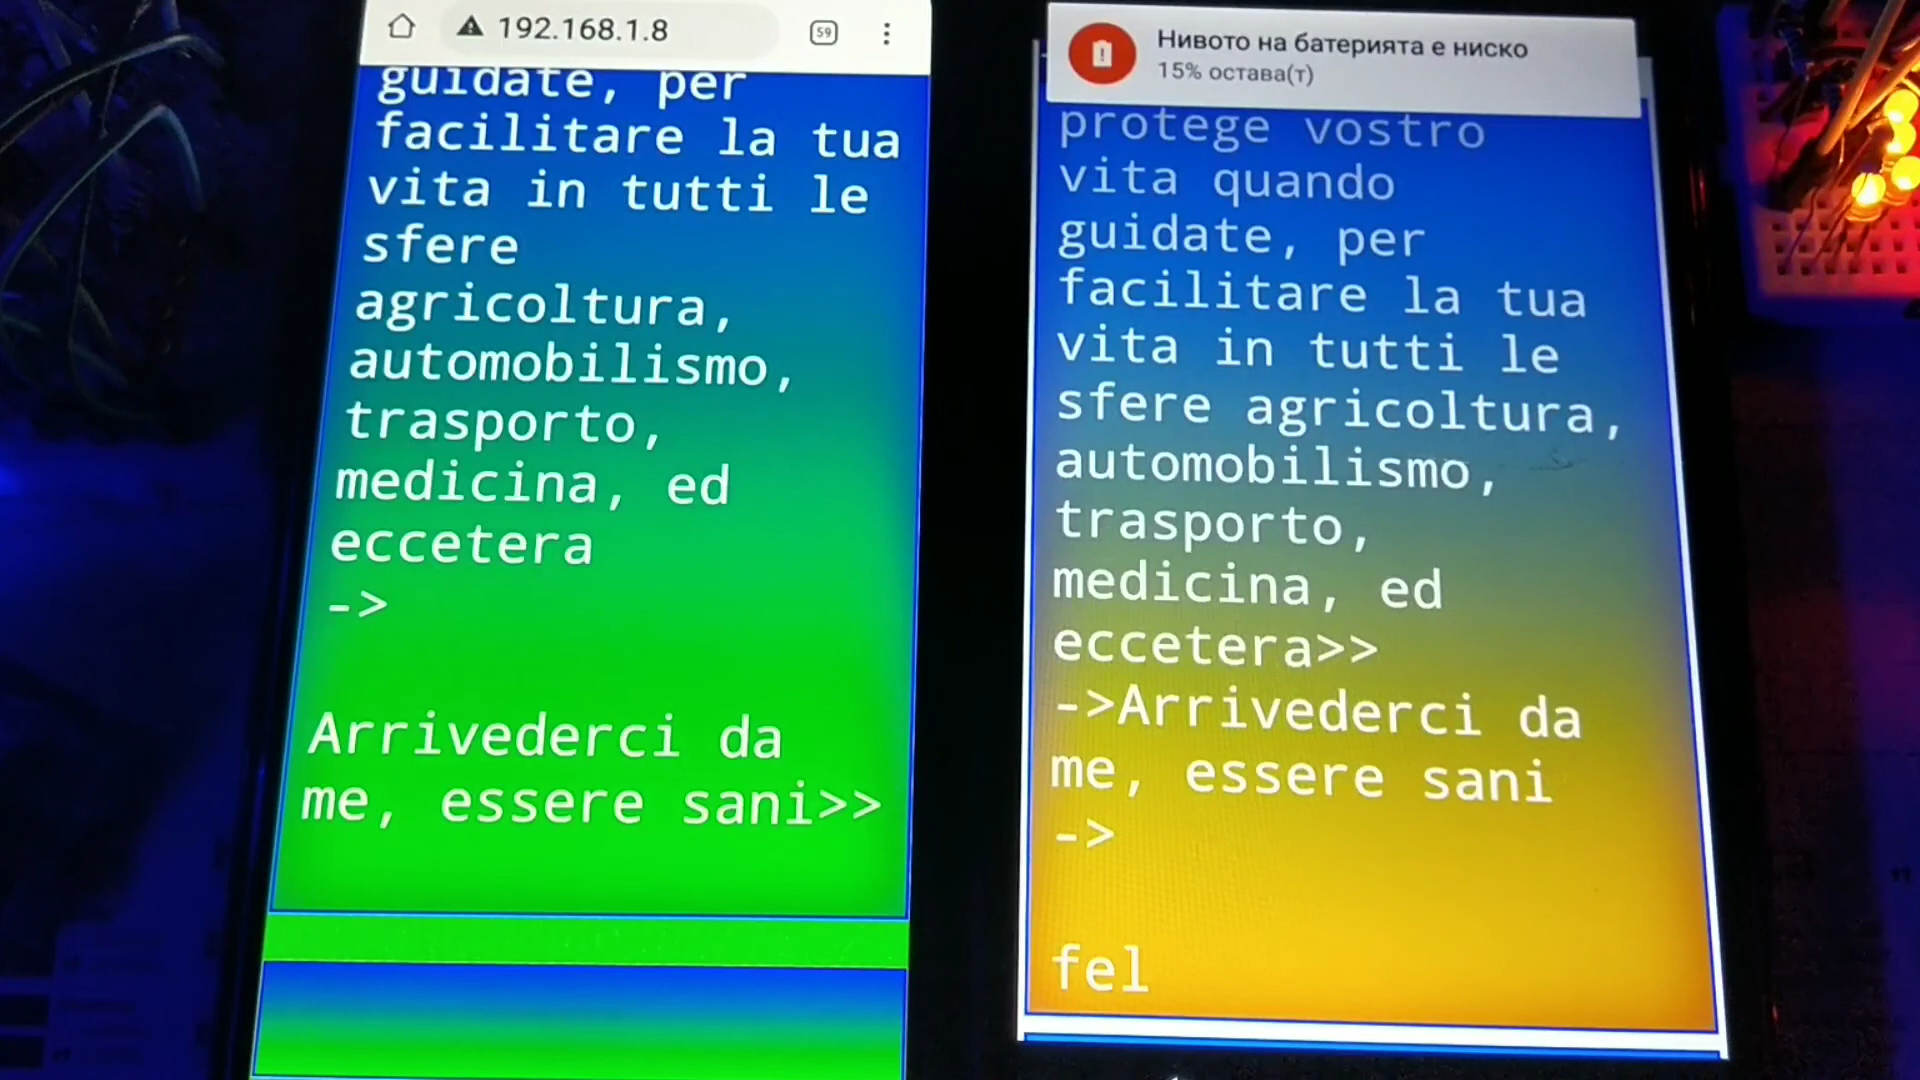 192.168.1.8
59
guidate, per
facilitare la tua
vita in tutti le
sfere
agricoltura,
automobilismo,
trasporto,
medicina, ed
eccetera
->
Arrivederci da
me, essere sani>>
Нивото на батерията е ниско
15% остава(т)
protege vostro
vita quando
guidate, per
facilitare la tua
vita in tutti le
sfere agricoltura,
automobilismo,
trasporto,
medicina, ed
eccetera>>
->Arrivederci da
me, essere sani
->
fel